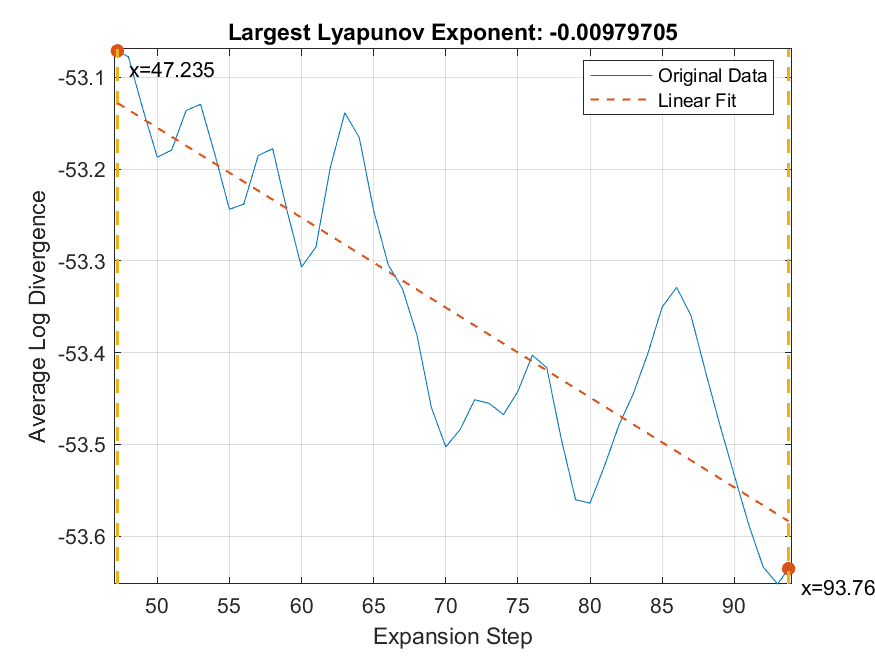 Largest Lyapunov Exponent: -0.00979705
x=47.235
Original Data
Linear Fit
-53.1
-53.2
-53.3
-53.4
-53.5
-53.6
Average Log Divergence
x=93.76
50 55 60 65 70 75 80 85 90
Expansion Step